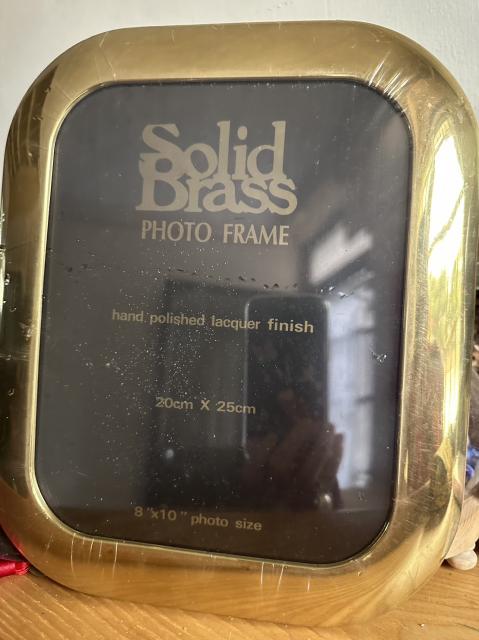 Solid
Brass
PHOTO FRAME
hand polished lacquer finish
20cm X 25cm
8"x10" photo size